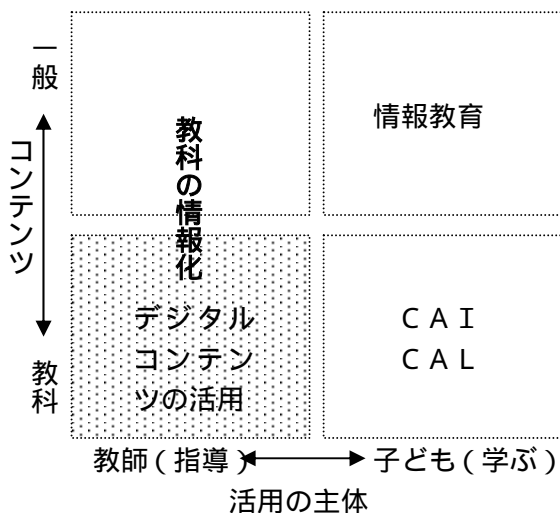 一般
コンテンツ
教科
教科の情報化
情報教育
デジタル
コンテン
ツの活用
ＣＡＩ
ＣＡＬ
教師（指導）
子ども（学ぶ）
活用の主体